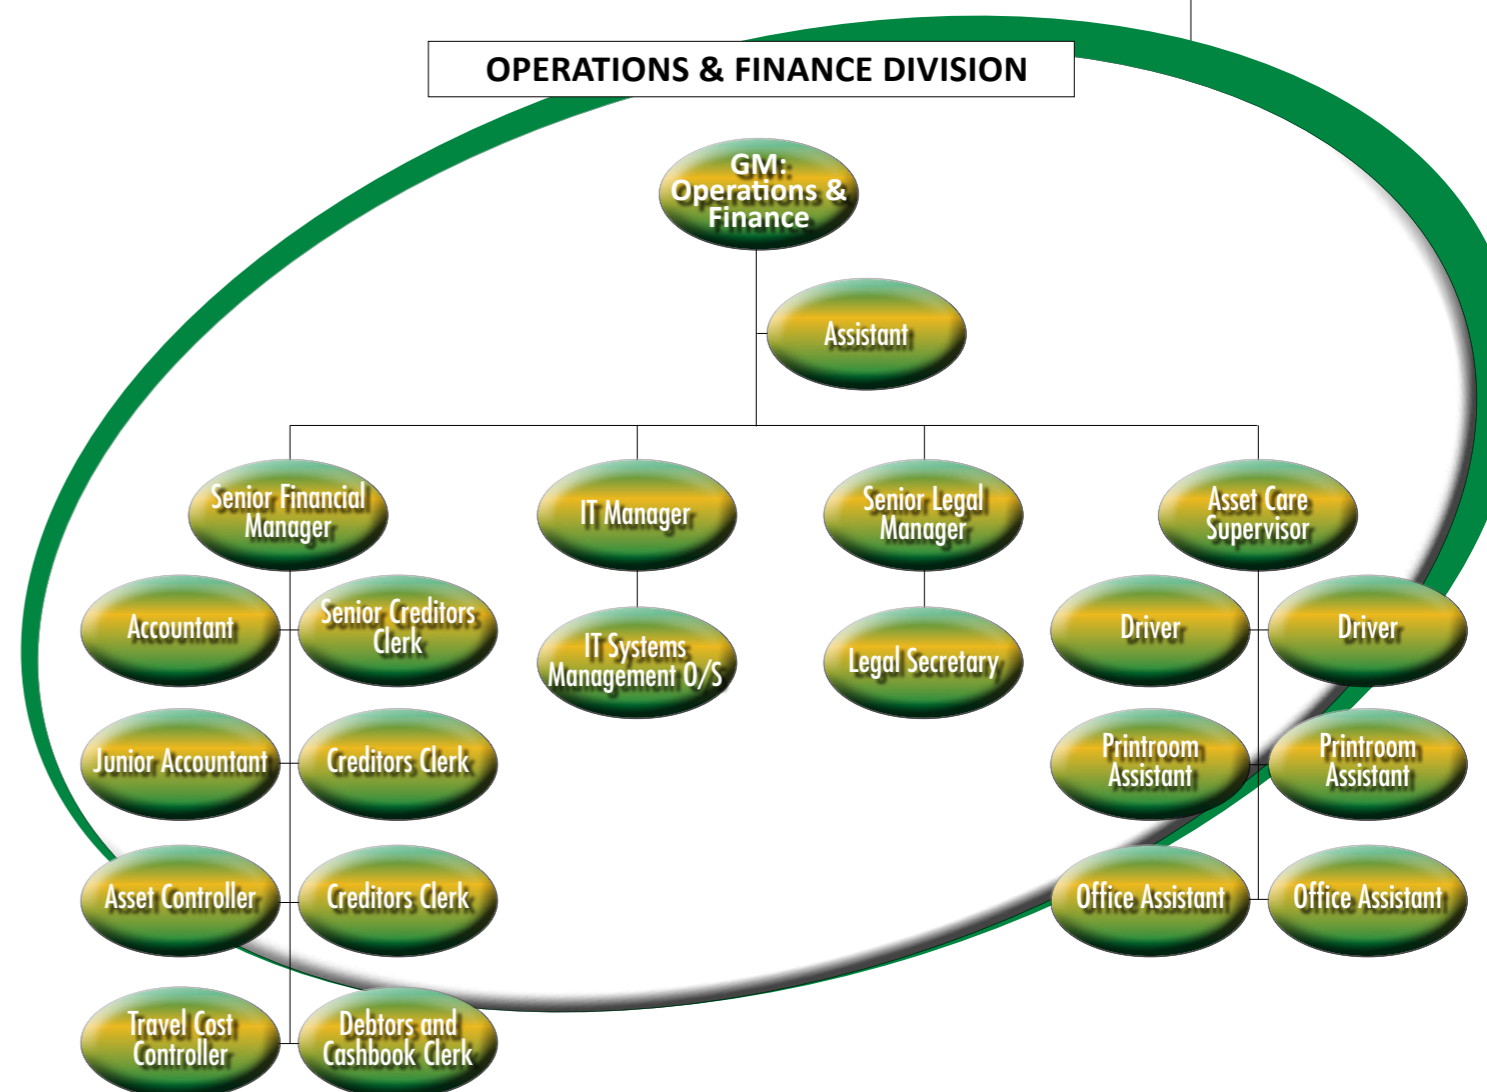 OPERATIONS & FINANCE DIVISION
GM:
Operations &
Finance
Assistant
Senior Financial
Manager
IT Manager
Senior Legal
Manager
Asset Care
Supervisor
Accountant
Senior Creditors
Clerk
IT Systems
Management O/S
Legal Secretary
Driver
Driver
Junior Accountant
Creditors Clerk
Printroom
Assistant
Printroom
Assistant
Asset Controller
Creditors Clerk
Office Assistant
Office Assistant
Travel Cost
Controller
Debtors and
Cashbook Clerk